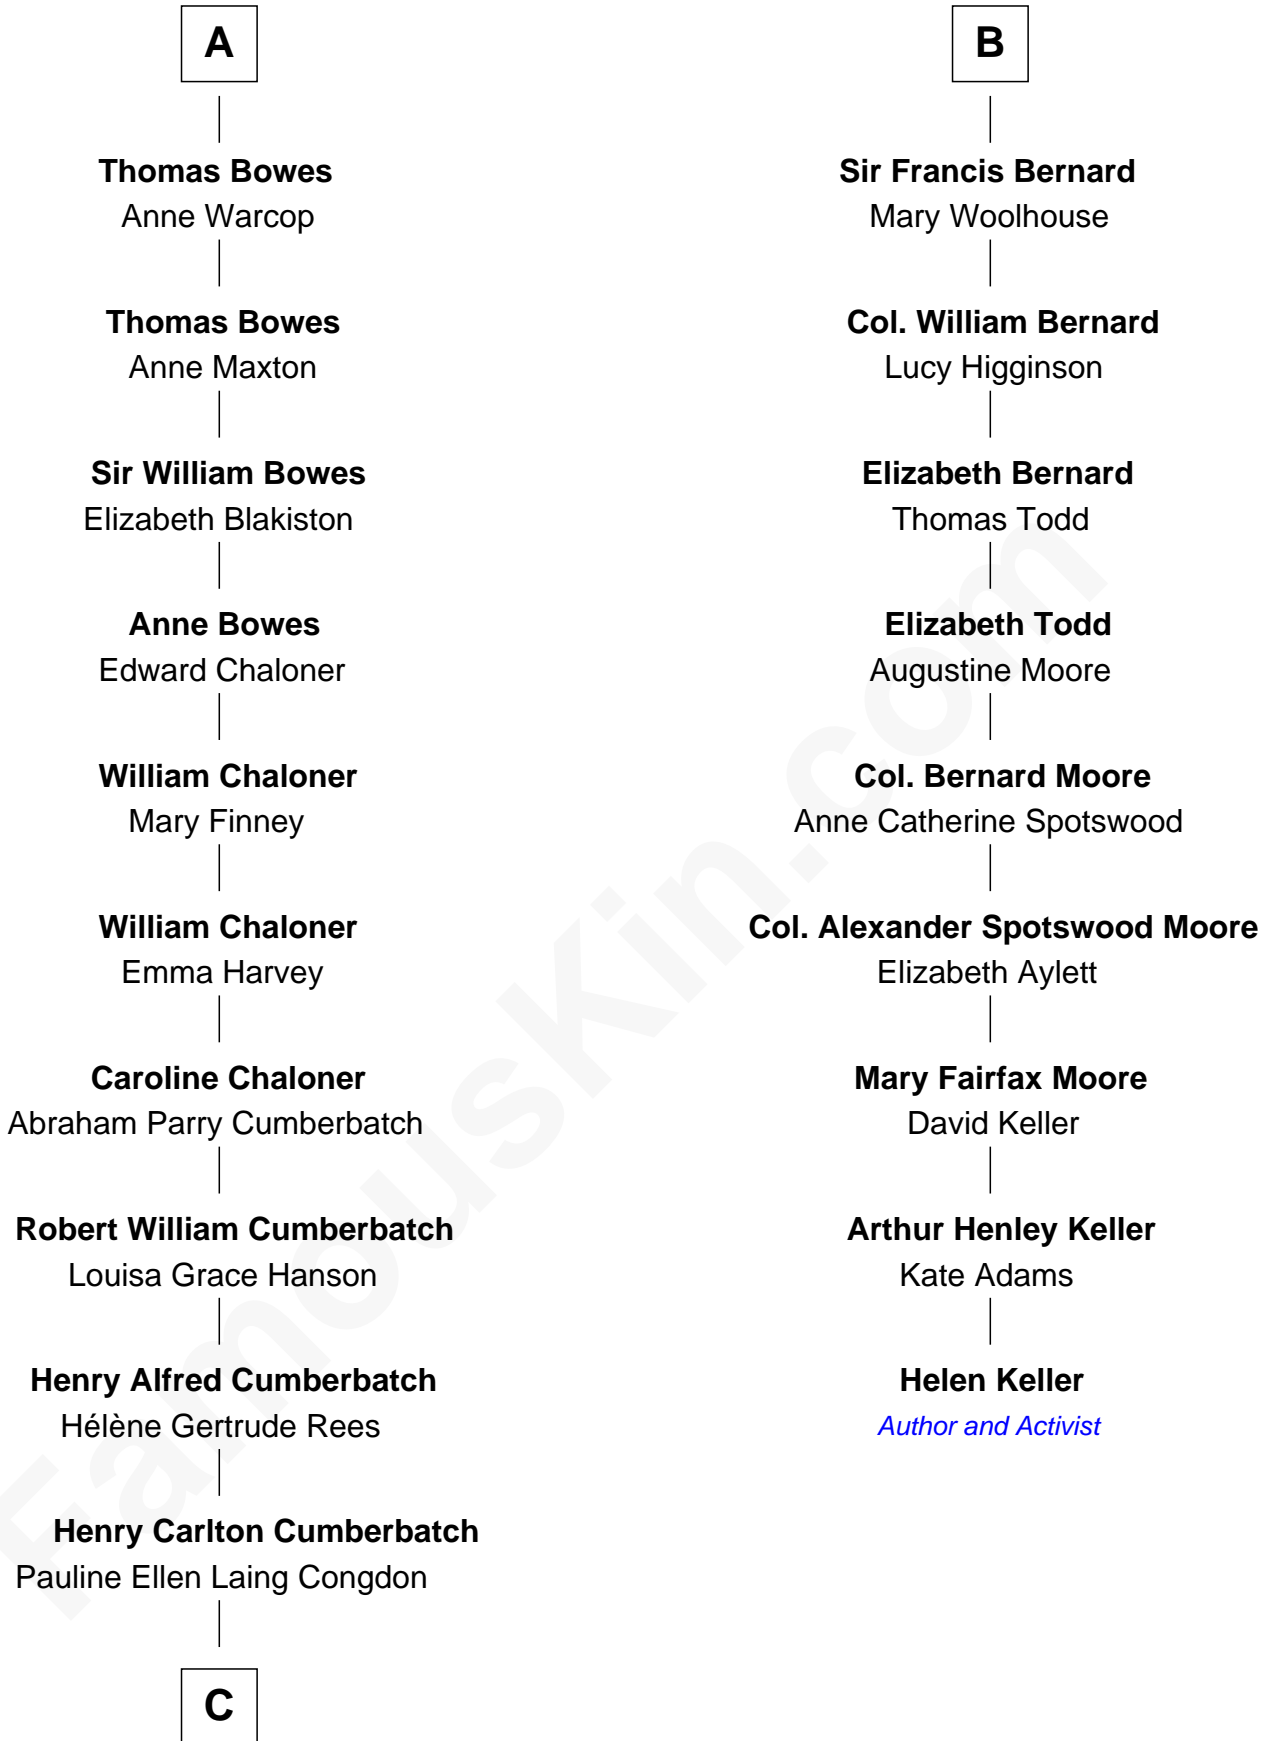 A
Thomas Bowes
Anne Warcop
Thomas Bowes
Anne Maxton
Sir William Bowes
Elizabeth Blakiston
Anne Bowes
Edward Chaloner
William Chaloner
Mary Finney
William Chaloner
Emma Harvey
Caroline Chaloner
Abraham Parry Cumberbatch
Robert William Cumberbatch
Louisa Grace Hanson
Henry Alfred Cumberbatch
Hélène Gertrude Rees
Henry Carlton Cumberbatch
Pauline Ellen Laing Congdon
C
B
Sir Francis Bernard
Mary Woolhouse
Col. William Bernard
Lucy Higginson
Elizabeth Bernard
Thomas Todd
Elizabeth Todd
Augustine Moore
Col. Bernard Moore
Anne Catherine Spotswood
Col. Alexander Spotswood Moore
Elizabeth Aylett
Mary Fairfax Moore
David Keller
Arthur Henley Keller
Kate Adams
Helen Keller
Author and Activist
FamousKin.com